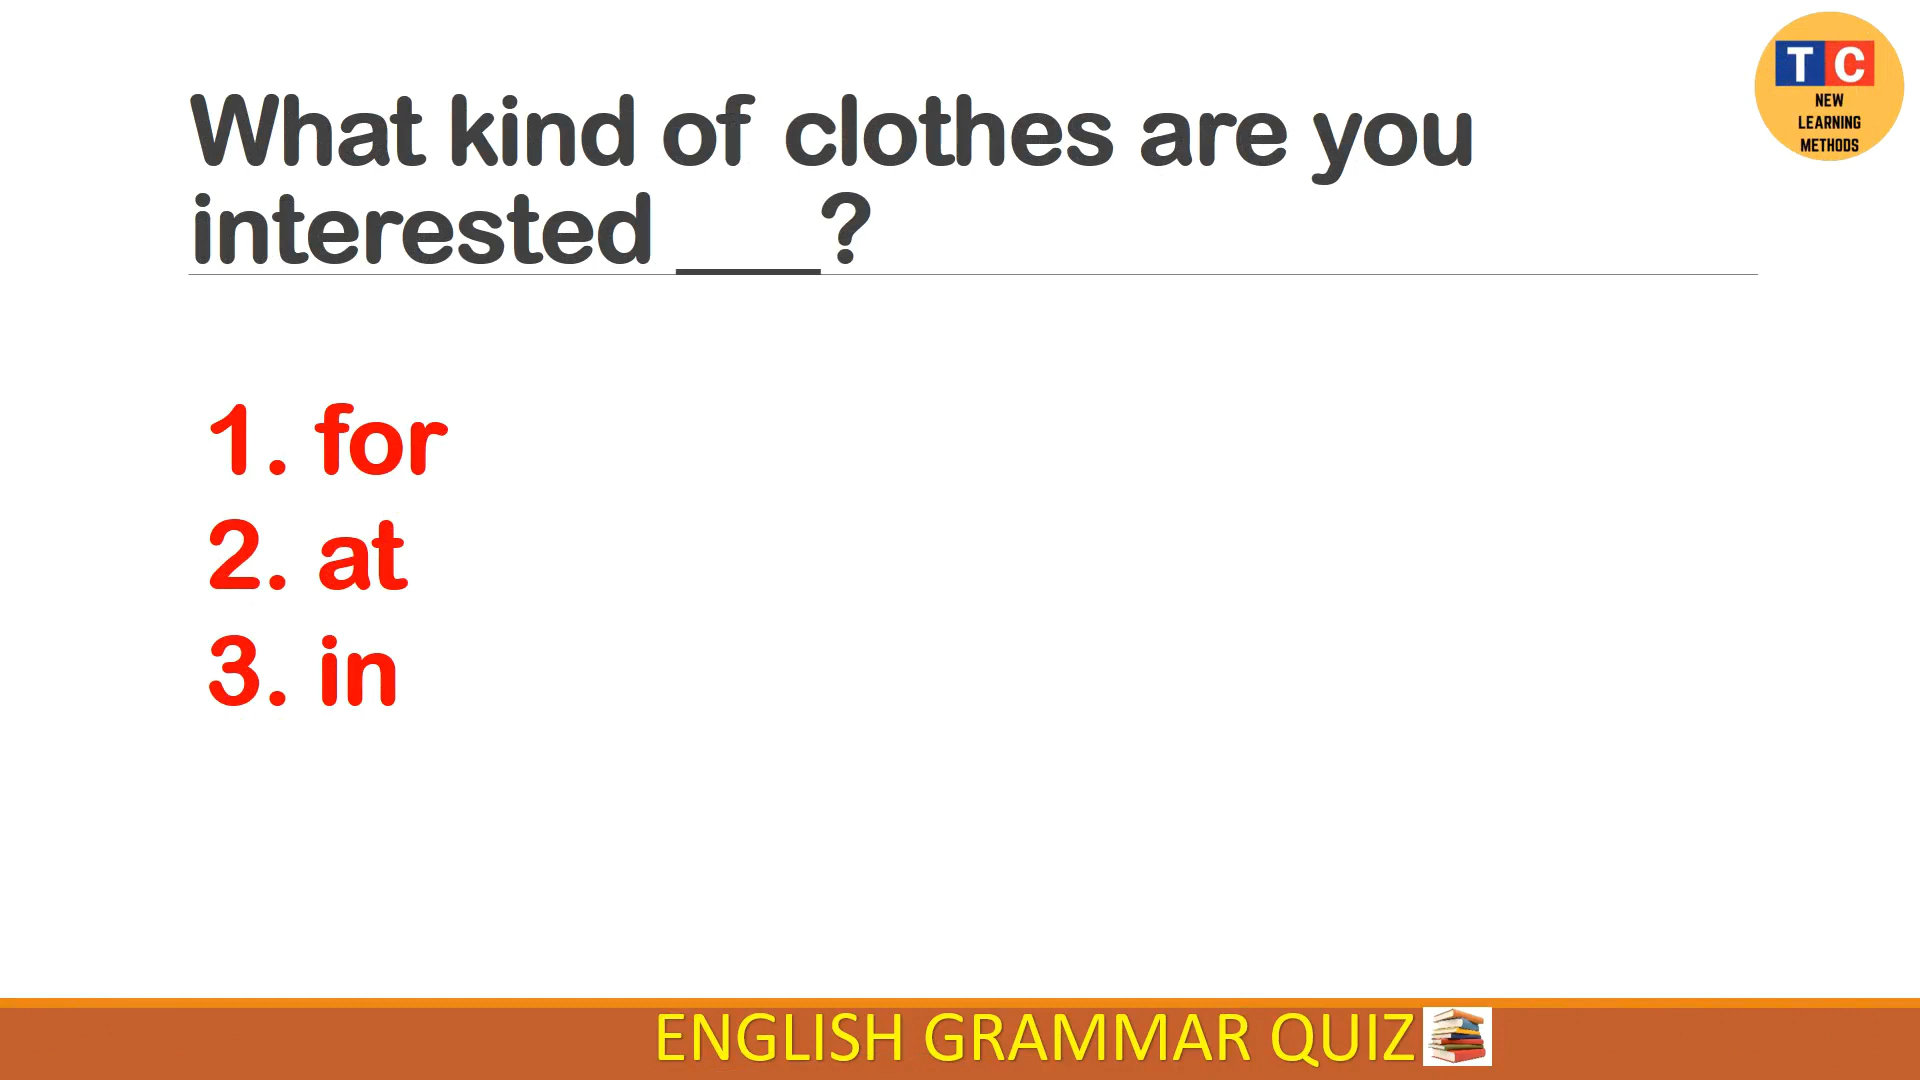 What kind of clothes are you
interested ___?
1. for
2. at
3. in
T C
NEW
LEARNING
METHODS
ENGLISH GRAMMAR QUIZ